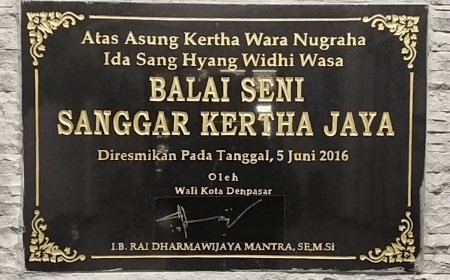 Atas Asung Kertha Wara Nugraha
Ida Sang Hyang Widhi Wasa
BALAI SENI
SANGGAR KERTHA JAYA
Diresmikan Pada Tanggal, 5 Juni 2016
Oleh
Wali Kota Denpasar
I.B. RAI DHARMAWIJAYA MANTRA, SE,M.Si